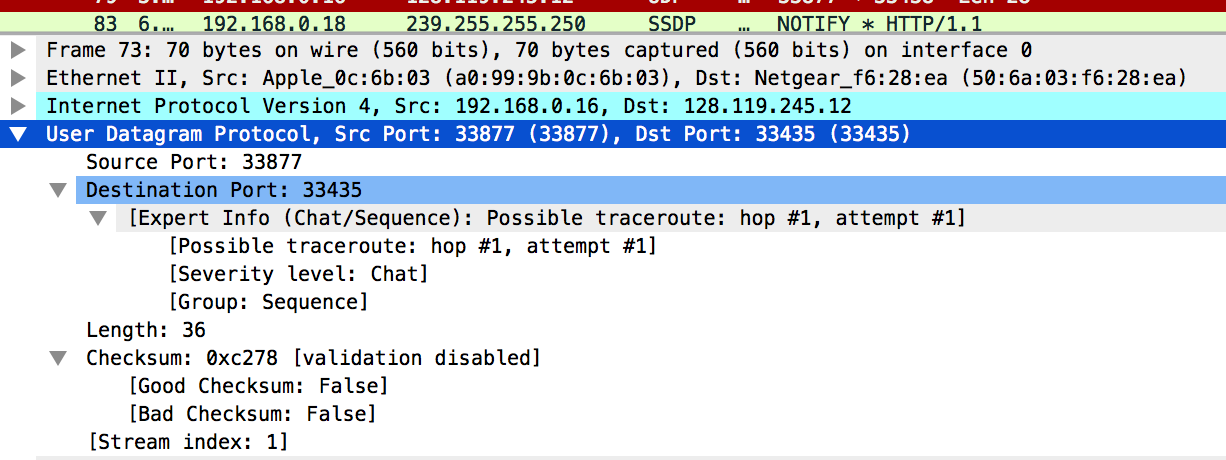 83 6.… 192.168.0.18 239.255.255.250 SSDP … NOTIFY * HTTP/1.1
Frame 73: 70 bytes on wire (560 bits), 70 bytes captured (560 bits) on interface 0
Ethernet II, Src: Apple_0c:6b:03 (a0:99:9b:0c:6b:03), Dst: Netgear_f6:28:ea (50:6a:03:f6:28:ea)
Internet Protocol Version 4, Src: 192.168.0.16, Dst: 128.119.245.12
User Datagram Protocol, Src Port: 33877 (33877), Dst Port: 33435 (33435)
Source Port: 33877
Destination Port: 33435
[Expert Info (Chat/Sequence): Possible traceroute: hop #1, attempt #1]
[Possible traceroute: hop #1, attempt #1]
[Severity level: Chat]
[Group: Sequence]
Length: 36
Checksum: 0xc278 [validation disabled]
[Good Checksum: False]
[Bad Checksum: False]
[Stream index: 1]